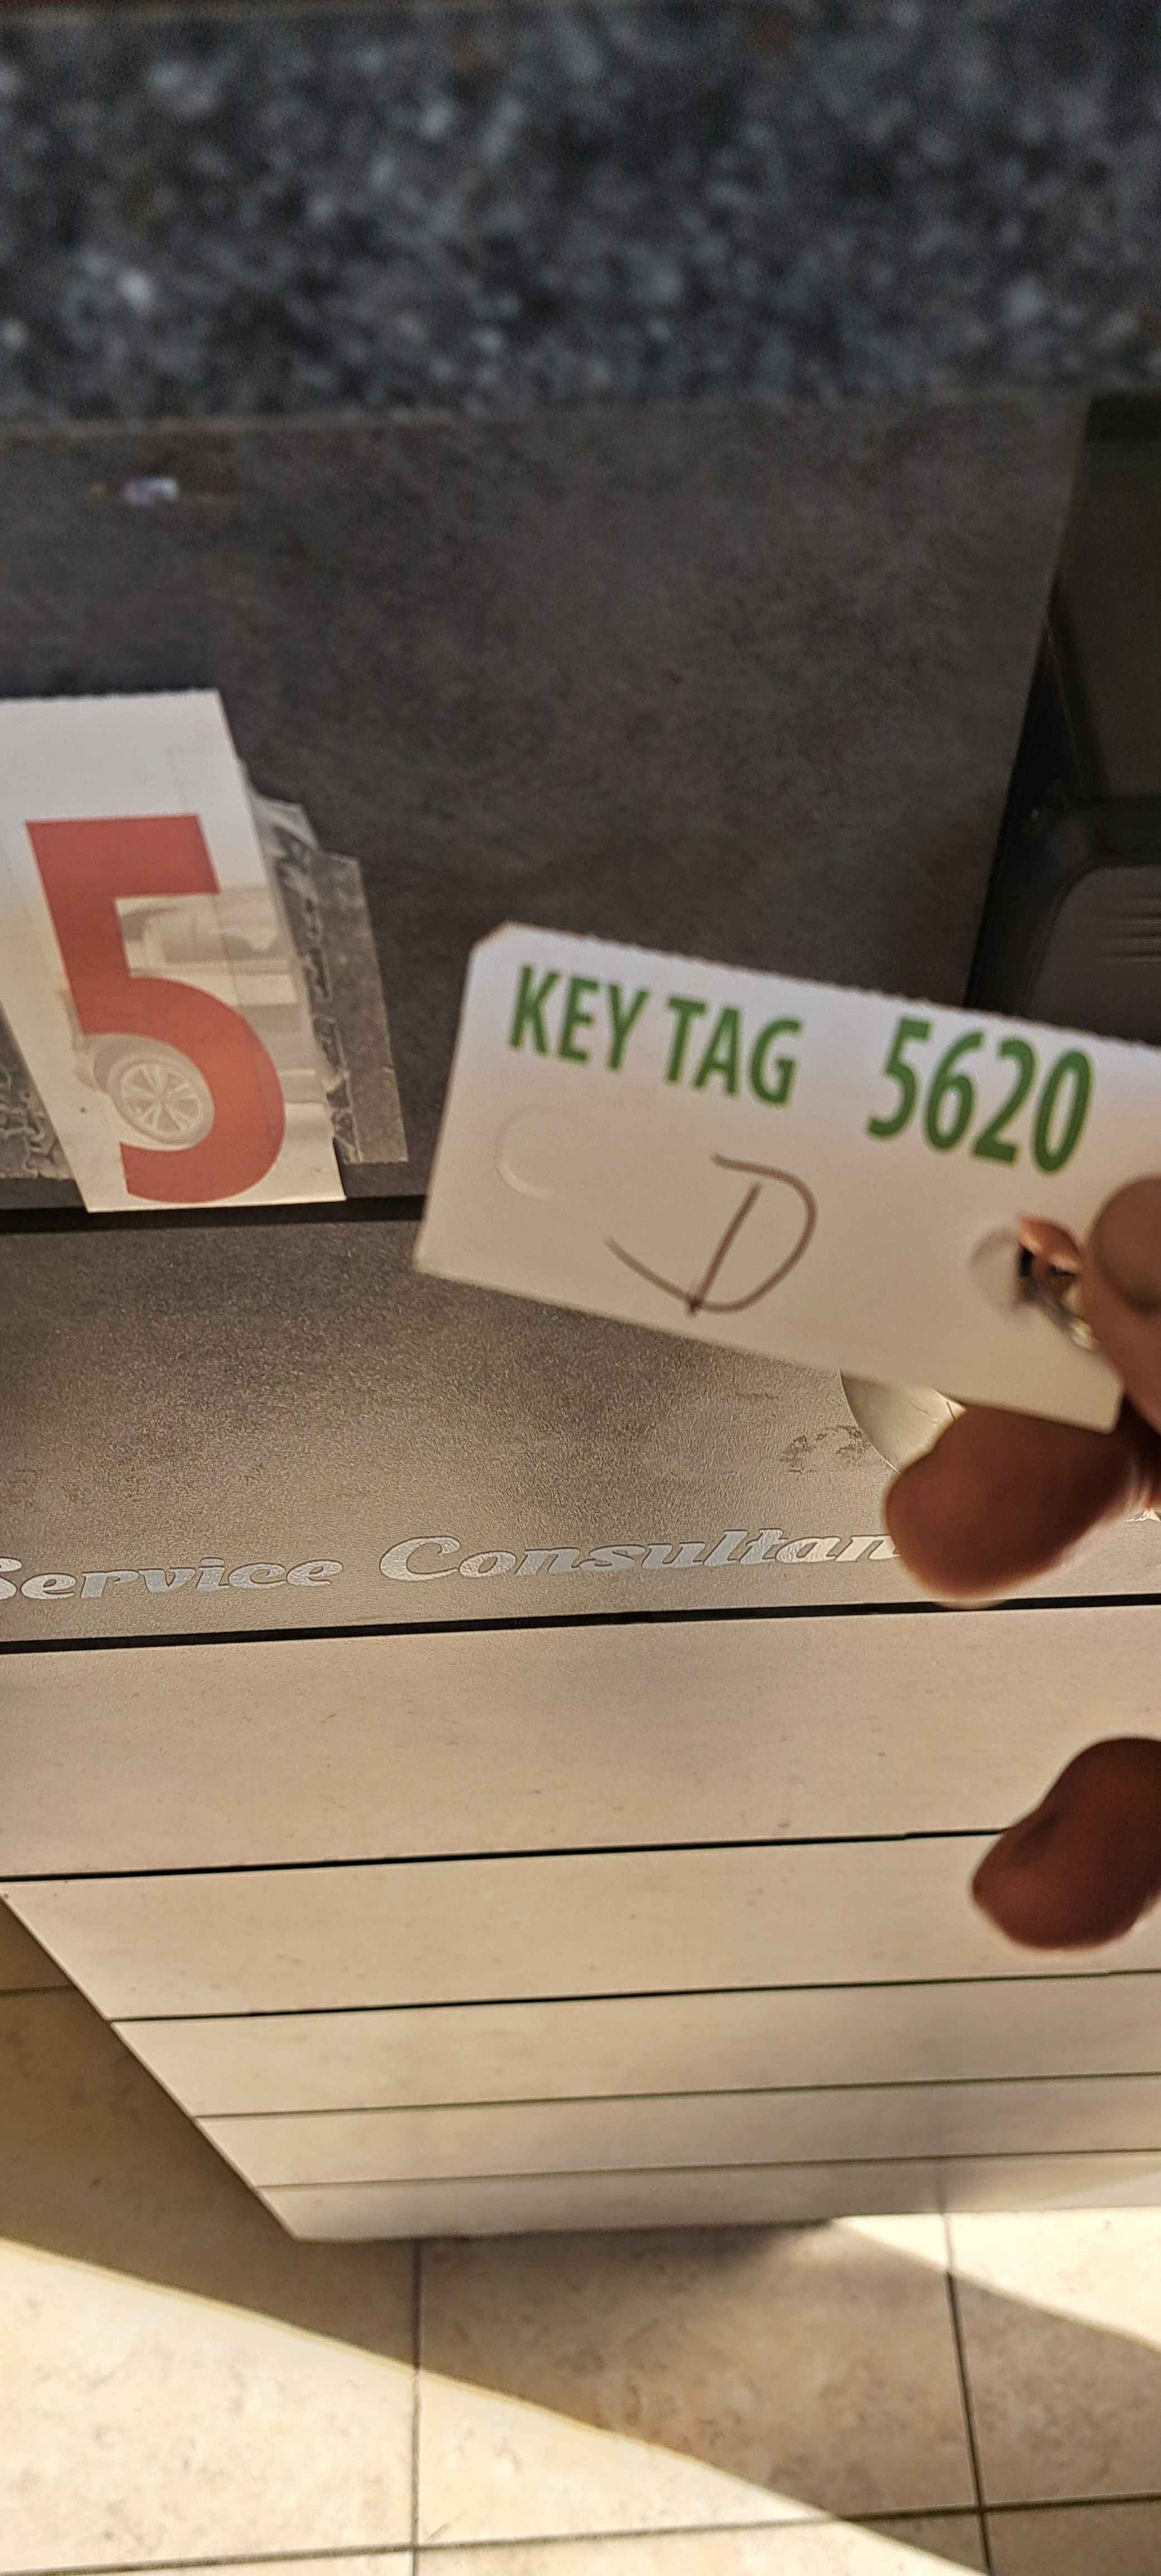 5
KEY TAG 5620
D
Service Consultan